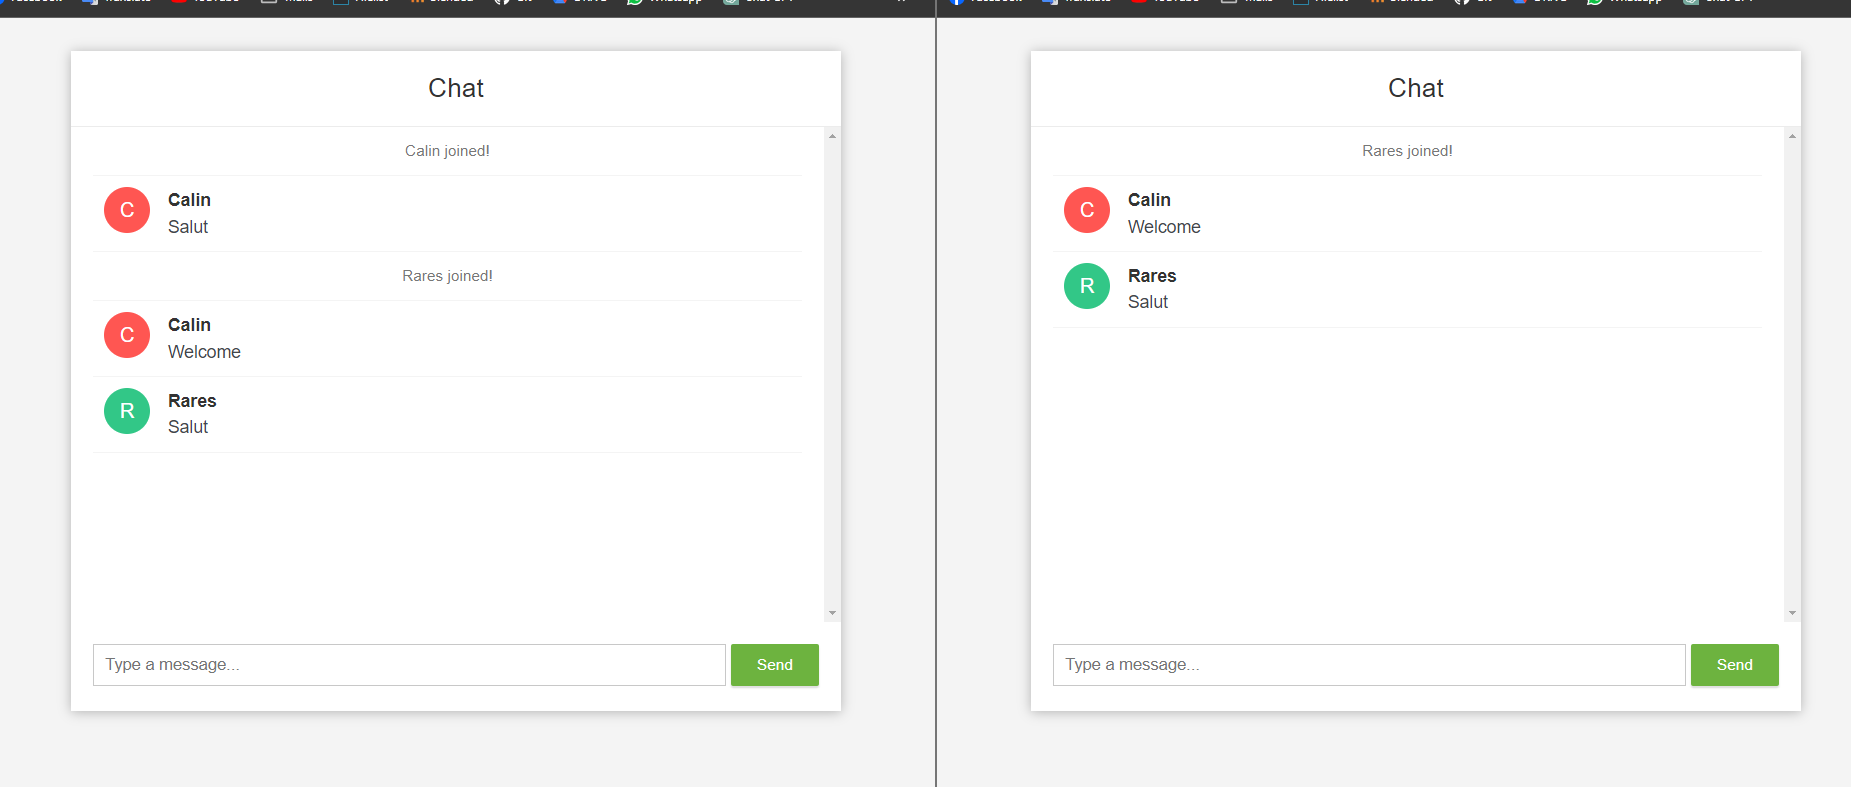 Chat
Calin joined!
C
Calin
Salut
Rares joined!
C
Calin
Welcome
R
Rares
Salut
Type a message...
Send
Chat
Rares joined!
C
Calin
Welcome
R
Rares
Salut
Type a message...
Send